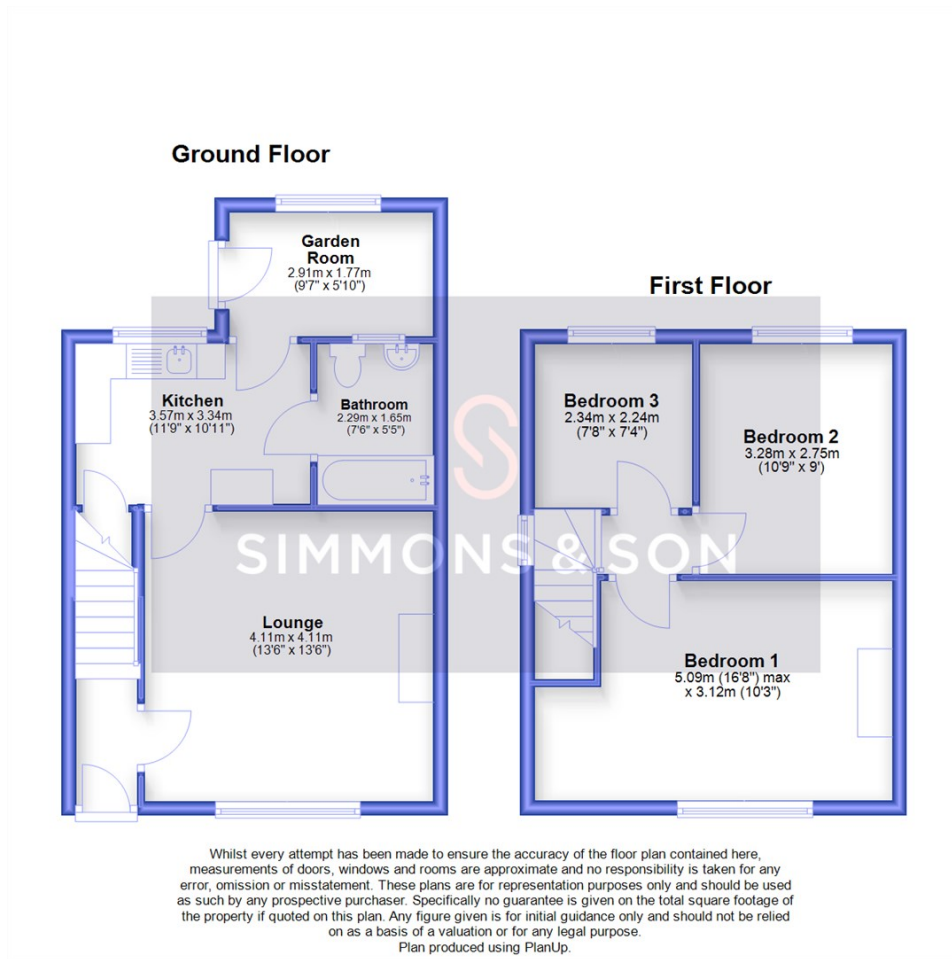 Ground Floor
Garden
Room
2.91m x 1.77m
(9'7" x 5'10")
Kitchen
3.57m x 3.34m
(11'9" x 10'11")
Bathroom
2.29m x 1.65m
(7'6" x 5'5")
Lounge
4.11m x 4.11m
(13'6" x 13'6")
First Floor
Bedroom 3
2.34m x 2.24m
(7'8" x 7'4")
Bedroom 2
3.28m x 2.75m
(10'9" x 9')
Bedroom 1
5.09m (16'8") max
x 3.12m (10'3")
SIMMONS & SON
Whilst every attempt has been made to ensure the accuracy of the floor plan contained here,
measurements of doors, windows and rooms are approximate and no responsibility is taken for any
error, omission or misstatement. These plans are for representation purposes only and should be used
as such by any prospective purchaser. Specifically no guarantee is given on the total square footage of
the property if quoted on this plan. Any figure given is for initial guidance only and should not be relied
on as a basis of a valuation or for any legal purpose.
Plan produced using PlanUp.